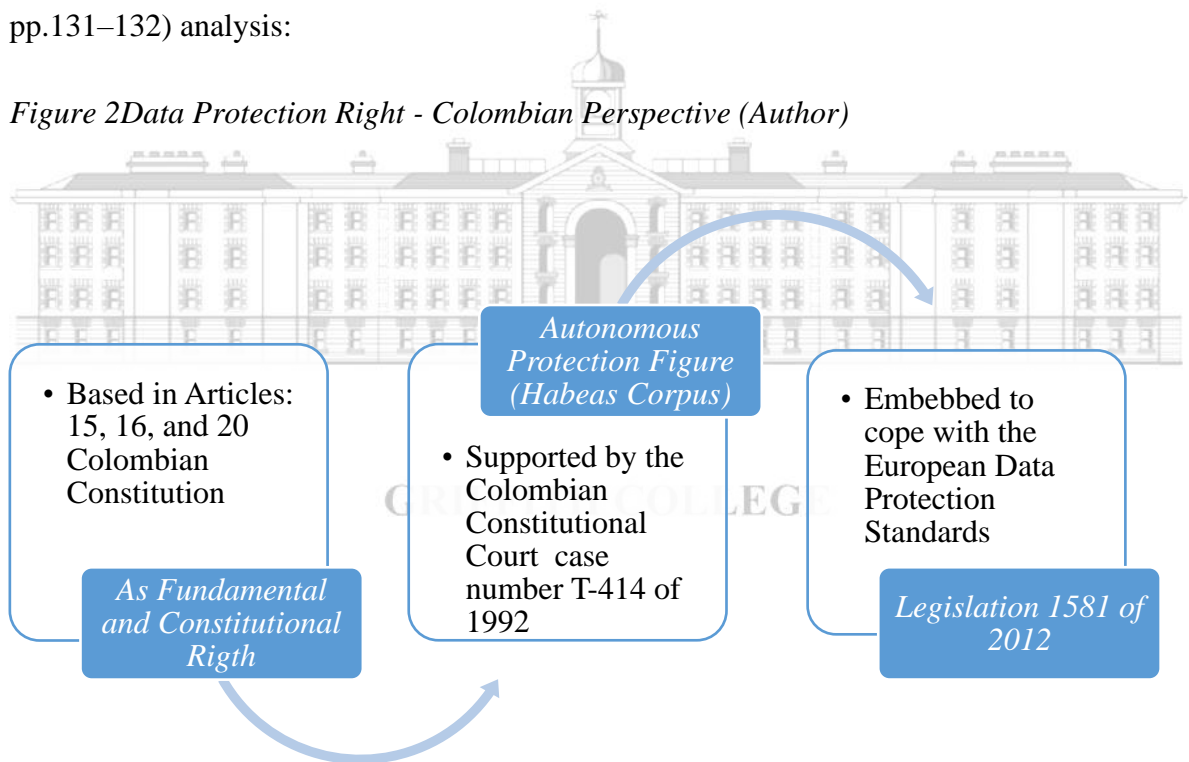 pp.131–132) analysis:
Figure 2Data Protection Right - Colombian Perspective (Author)
• Based in Articles:
15, 16, and 20
Colombian
Constitution
As Fundamental
and Constitutional
Rigth
Autonomous
Protection Figure
(Habeas Corpus)
• Supported by the
Colombian
Constitutional
Court case
number T-414 of
1992
• Embebbed to
cope with the
European Data
Protection
Standards
Legislation 1581 of
2012